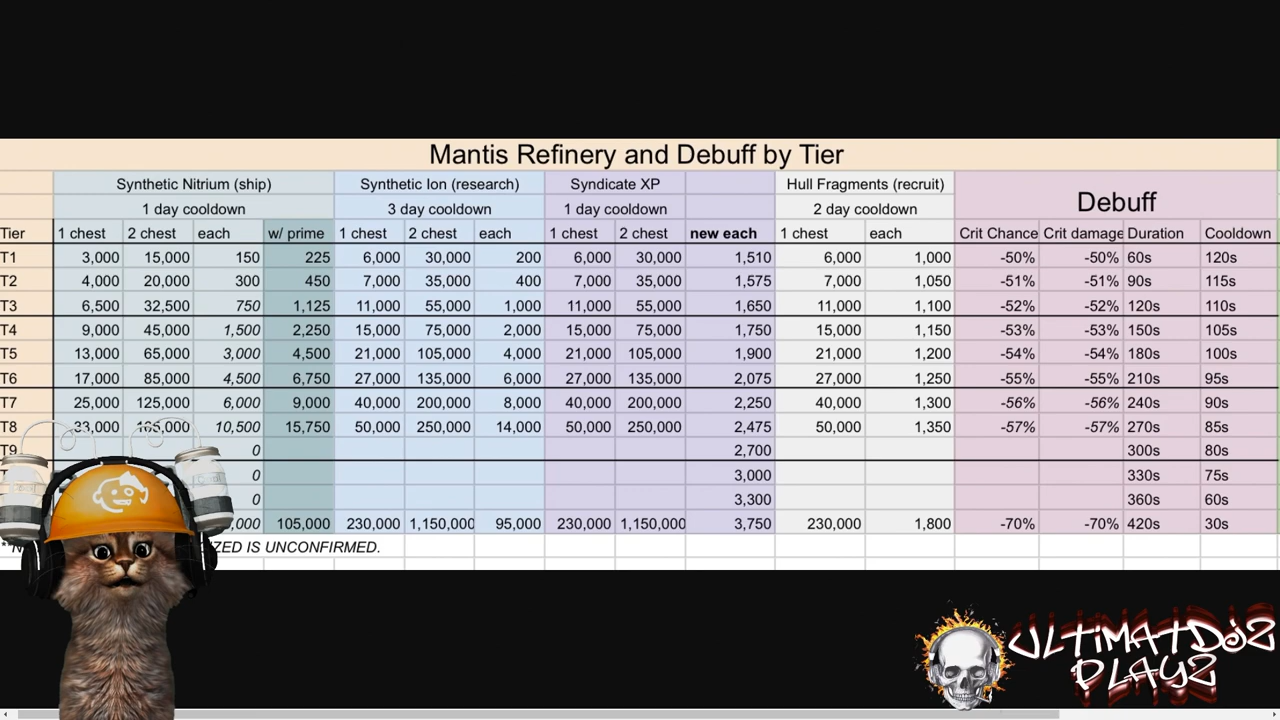 Mantis Refinery and Debuff by Tier
Synthetic Nitrium (ship) Synthetic Ion (research) Syndicate XP Hull Fragments (recruit) Debuff
1 day cooldown 3 day cooldown 1 day cooldown 2 day cooldown
Tier 1 chest 2 chest each w/ prime 1 chest 2 chest each 1 chest 2 chest new each 1 chest each Crit Chance Crit damage Duration Cooldown
T1 3,000 15,000 150 225 6,000 30,000 200 6,000 30,000 1,510 6,000 1,000 -50% -50% 60s 120s
T2 4,000 20,000 300 450 7,000 35,000 400 7,000 35,000 1,575 7,000 1,050 -51% -51% 90s 115s
T3 6,500 32,500 750 1,125 11,000 55,000 1,000 11,000 55,000 1,650 11,000 1,100 -52% -52% 120s 110s
T4 9,000 45,000 1,500 2,250 15,000 75,000 2,000 15,000 75,000 1,750 15,000 1,150 -53% -53% 150s 105s
T5 13,000 65,000 3,000 4,500 21,000 105,000 4,000 21,000 105,000 1,900 21,000 1,200 -54% -54% 180s 100s
T6 17,000 85,000 4,500 6,750 27,000 135,000 6,000 27,000 135,000 2,075 27,000 1,250 -55% -55% 210s 95s
T7 25,000 125,000 6,000 9,000 40,000 200,000 8,000 40,000 200,000 2,250 40,000 1,300 -56% -56% 240s 90s
T8 33,000 165,000 10,500 15,750 50,000 250,000 14,000 50,000 250,000 2,475 50,000 1,350 -57% -57% 270s 85s
T9 0 2,700 300s 80s
0 3,000 330s 75s
0 3,300 360s 60s
105,000 230,000 1,150,000 95,000 230,000 1,150,000 3,750 230,000 1,800 -70% -70% 420s 30s
IS UNCONFIRMED.
ULTIMATDJZ
PLAYZ